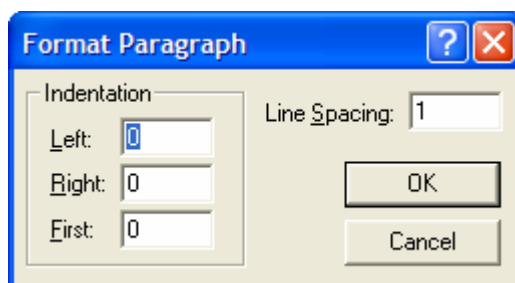 Format Paragraph
?
Indentation
Left: 0
Right: 0
First: 0
Line Spacing: 1
OK
Cancel